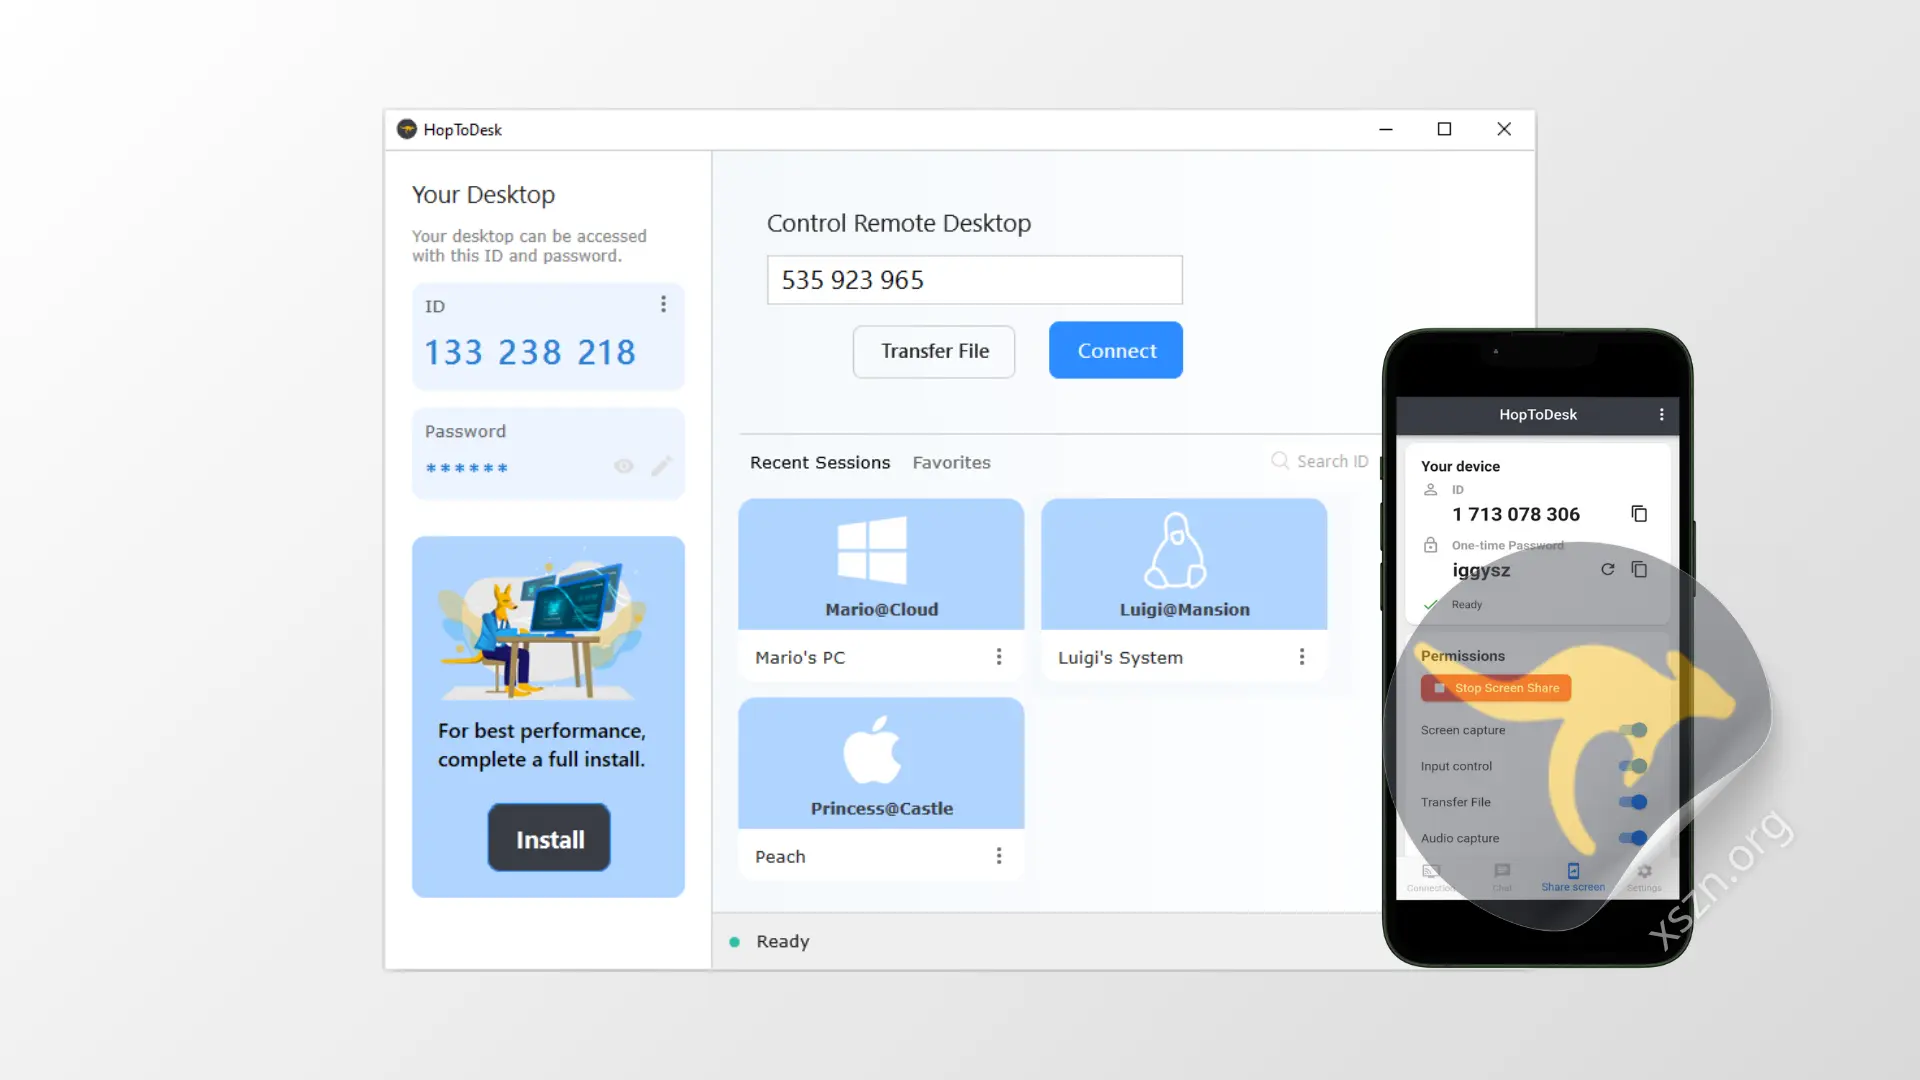 HopToDesk
Your Desktop
Your desktop can be accessed
with this ID and password.
ID
133 238 218
Password
******
For best performance,
complete a full install.
Install
Control Remote Desktop
535 923 965
Transfer File
Connect
Recent Sessions
Favorites
Search ID
Mario@Cloud
Mario's PC
Luigi@Mansion
Luigi's System
Princess@Castle
Peach
Ready
HopToDesk
Your device
ID
1 713 078 306
One-time Password
iggysz
Ready
Permissions
Stop Screen Share
Screen capture
Input control
Transfer File
Audio capture
Connection
Chat
Share screen
Settings
xszn.org